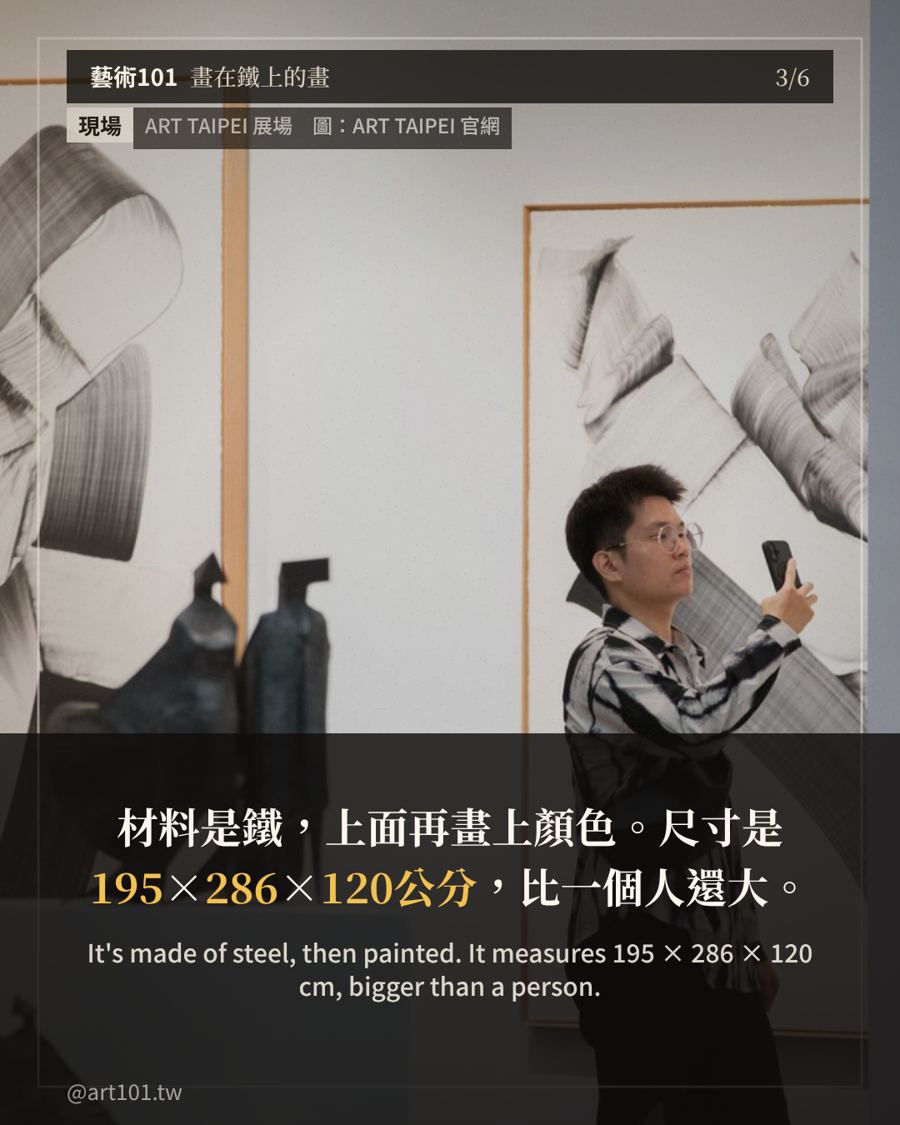 藝術101 畫在鐵上的畫 3/6
現場 ART TAIPEI 展場 圖：ART TAIPEI 官網
材料是鐵，上面再畫上顏色。尺寸是
195×286×120公分，比一個人還大。
It's made of steel, then painted. It measures 195 × 286 × 120
cm, bigger than a person.
@art101.tw